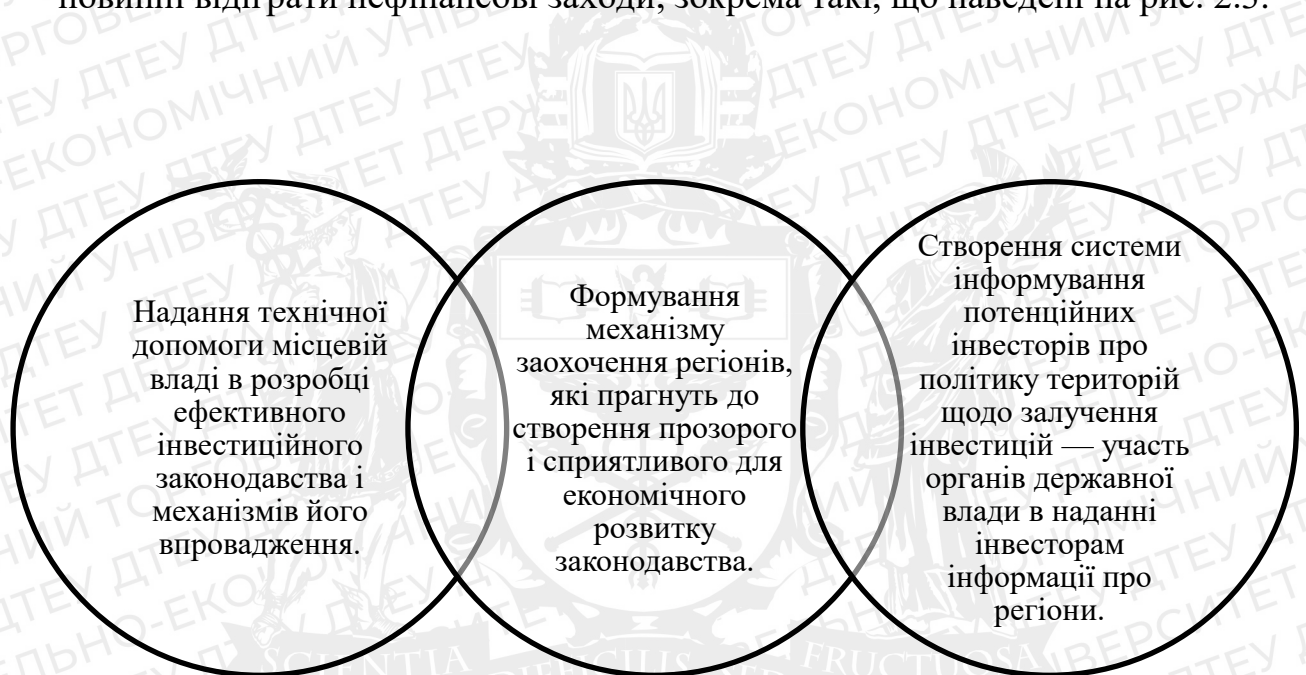 повинні відіграти нефінансові заходи, зокрема такі, що наведені на рис. 2.3.
Надання технічної
допомоги місцевій
владі в розробці
ефективного
інвестиційного
законодавства і
механізмів його
впровадження.
Формування
механізму
заохочення регіонів,
які прагнуть до
створення прозорого
і сприятливого для
економічного
розвитку
законодавства.
Створення системи
інформування
потенційних
інвесторів про
політику територій
щодо залучення
інвестицій — участь
органів державної
влади в наданні
інвесторам
інформації про
регіони.